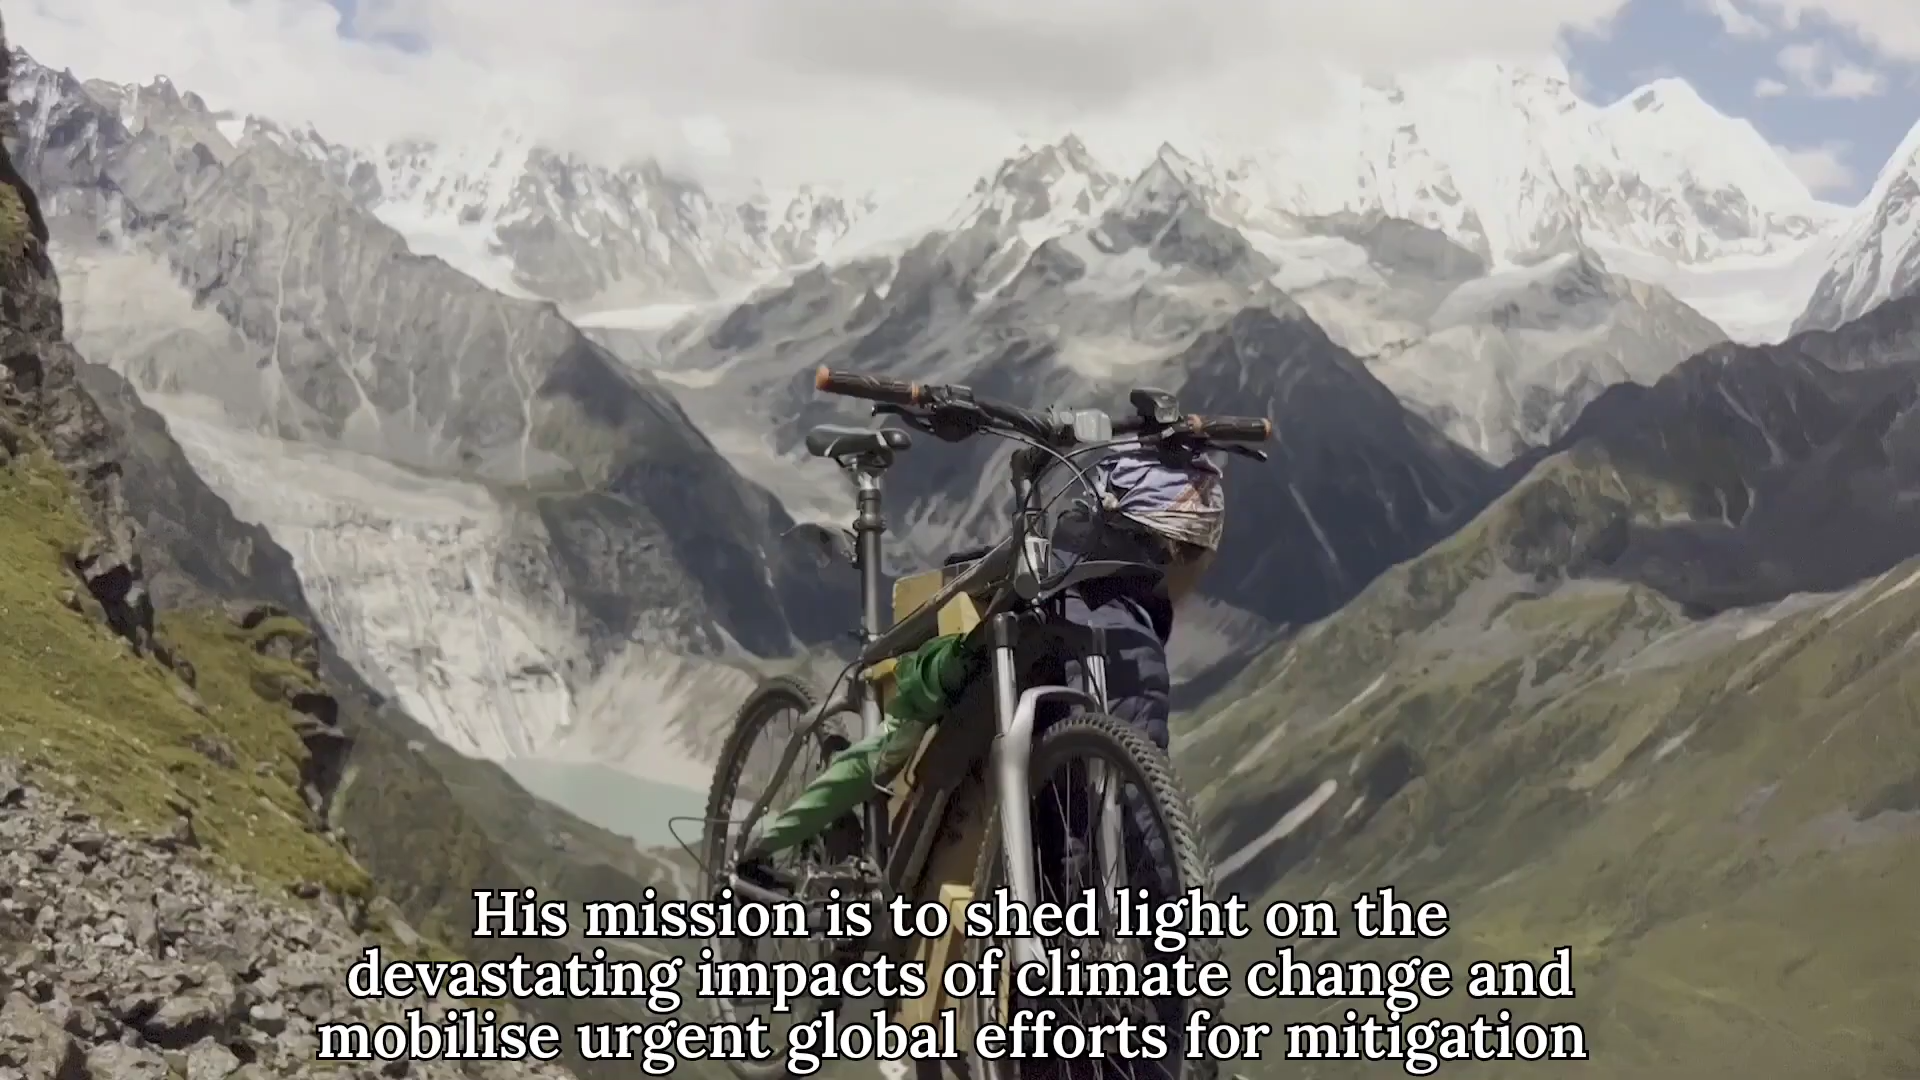 His mission is to shed light on the
devastating impacts of climate change and
mobilise urgent global efforts for mitigation